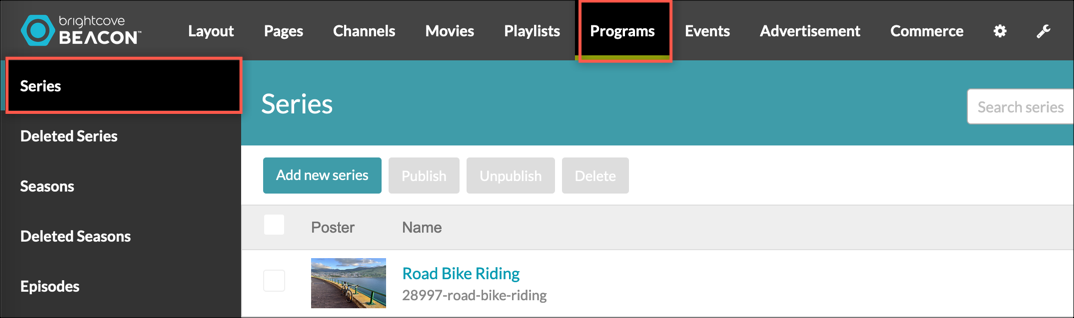 brightcove
BEACON™
Layout Pages Channels Movies Playlists Programs Events Advertisement Commerce
Series
Deleted Series
Seasons
Deleted Seasons
Episodes
Series
Search series
Add new series Publish Unpublish Delete
Poster Name
Road Bike Riding
28997-road-bike-riding